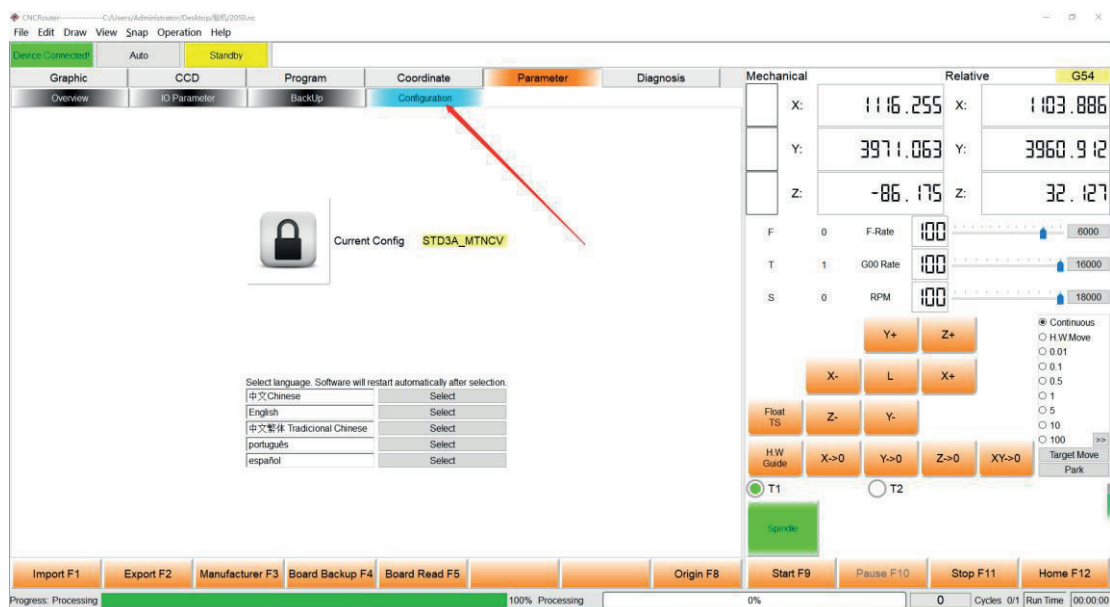 CNCRouter----------------C:/Users/Administrator/Desktop/ /2050.nc
File Edit Draw View Snap Operation Help
Device Connected! Auto Standby
Graphic CCD Program Coordinate Parameter Diagnosis
Overview IO Parameter BackUp Configuration
Mechanical Relative G54
X: 1116.255 X: 1103.886
Y: 3971.063 Y: 3960.912
Z: -86.175 Z: 32.127
Current Config STD3A_MTNCV
F 0 F-Rate 100 6000
T 1 G00 Rate 100 16000
S 0 RPM 100 18000
Continuous
Y+ Z+ H.W.Move
0.01
0.1
X- L X+ 0.5
1
Float TS Z- Y- 5
10
100 >>
H.W Guide X->0 Y->0 Z->0 XY->0 Target Move
Park
Select language. Software will restart automatically after selection.
中文Chinese Select
English Select
中文繁体 Tradicional Chinese Select
português Select
español Select
T1 T2
Spindle
Import F1 Export F2 Manufacturer F3 Board Backup F4 Board Read F5 Origin F8 Start F9 Pause F10 Stop F11 Home F12
Progress: Processing 100% Processing 0% 0 Cycles 0/1 Run Time 00:00:00